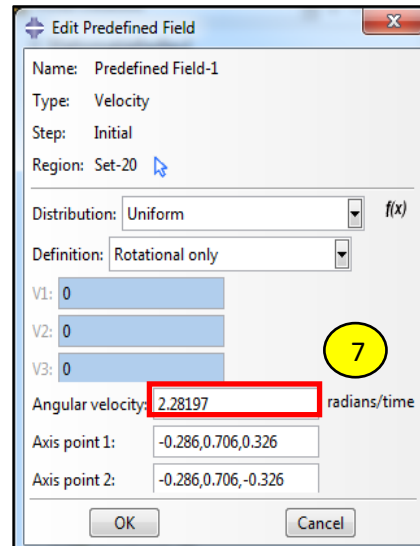 Edit Predefined Field
X
Name: Predefined Field-1
Type: Velocity
Step: Initial
Region: Set-20
Distribution: Uniform f(x)
Definition: Rotational only
V1: 0
V2: 0
V3: 0
7
Angular velocity: 2.28197 radians/time
Axis point 1: -0.286,0.706,0.326
Axis point 2: -0.286,0.706,-0.326
OK Cancel